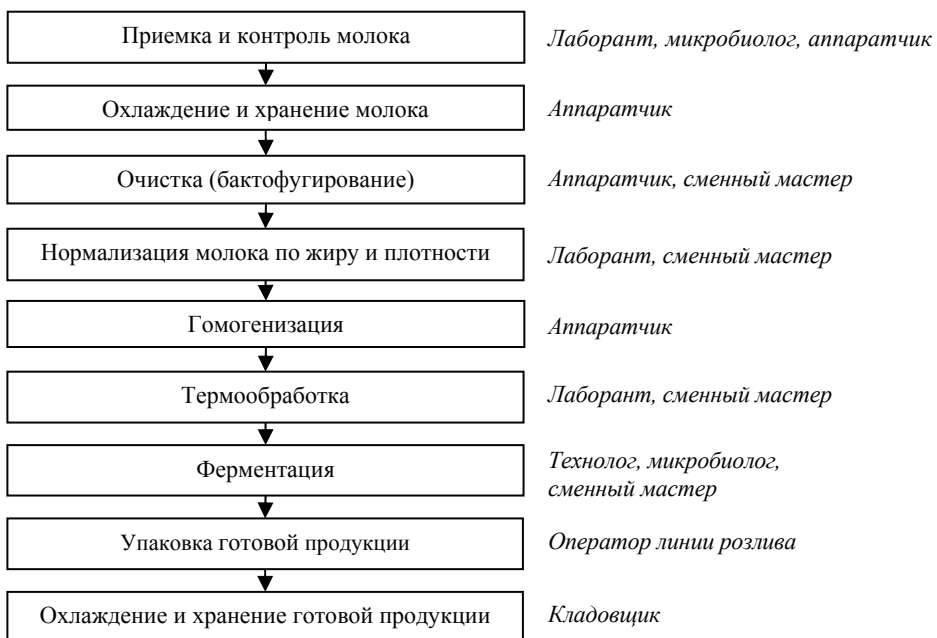 Приемка и контроль молока
Лаборант, микробиолог, аппаратчик
Охлаждение и хранение молока
Аппаратчик
Очистка (бактофугирование)
Аппаратчик, сменный мастер
Нормализация молока по жиру и плотности
Лаборант, сменный мастер
Гомогенизация
Аппаратчик
Термообработка
Лаборант, сменный мастер
Ферментация
Технолог, микробиолог,
сменный мастер
Упаковка готовой продукции
Оператор линии розлива
Охлаждение и хранение готовой продукции
Кладовщик